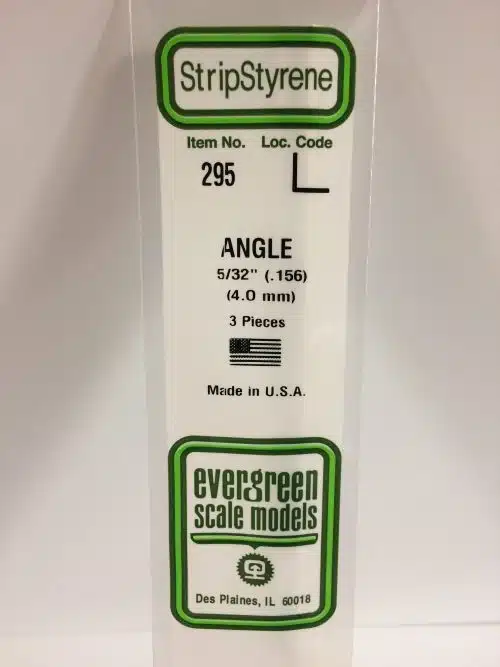 StripStyrene
Item No. Loc. Code
295 L
ANGLE
5/32" (.156)
(4.0 mm)
3 Pieces
Made in U.S.A.
evergreen
scale models
Des Plaines, IL 60018